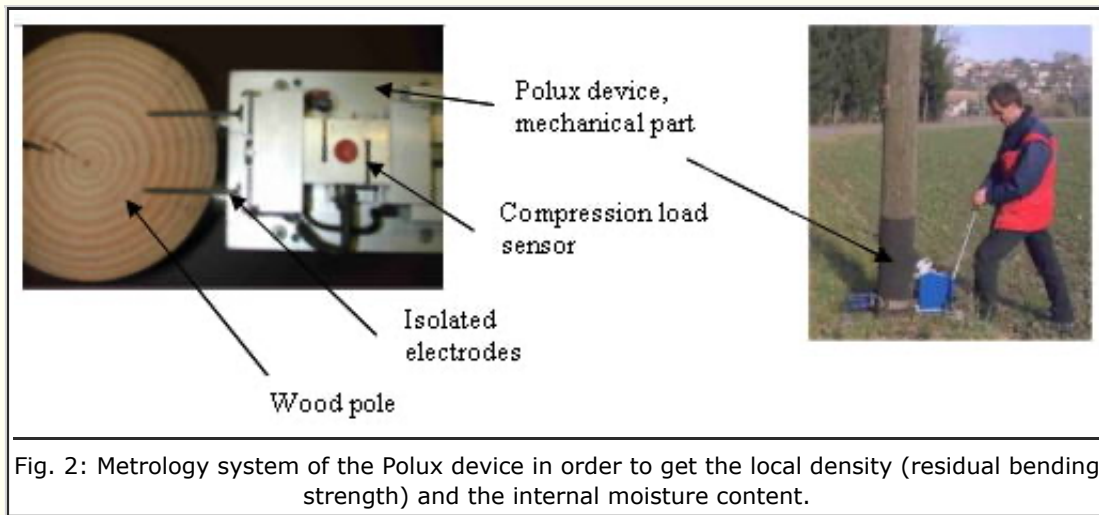 Polux device,
mechanical part
Compression load
sensor
Isolated
electrodes
Wood pole
Fig. 2: Metrology system of the Polux device in order to get the local density (residual bending
strength) and the internal moisture content.